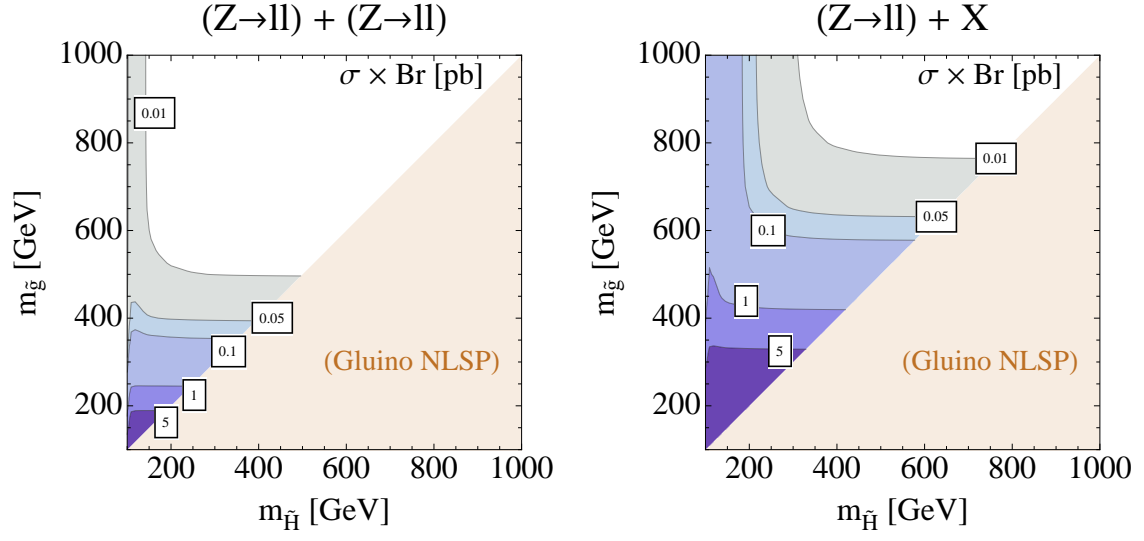 (Z→ll) + (Z→ll)
σ × Br [pb]
1000
800
600
400
200
m_g̃ [GeV]
0.01
0.05
0.1
1
5
(Gluino NLSP)
200 400 600 800 1000
m_H̃ [GeV]
(Z→ll) + X
σ × Br [pb]
1000
800
600
400
200
m_g̃ [GeV]
0.01
0.05
0.1
1
5
(Gluino NLSP)
200 400 600 800 1000
m_H̃ [GeV]